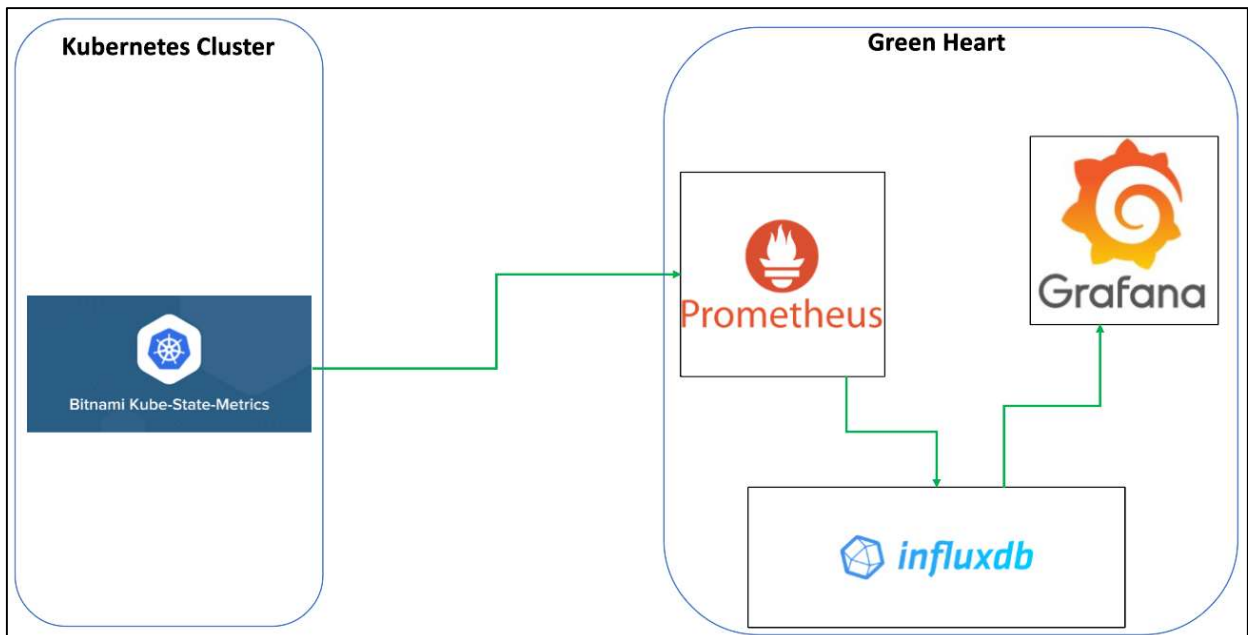 Kubernetes Cluster
Green Heart
Prometheus
Grafana
Bitnami Kube-State-Metrics
influxdb